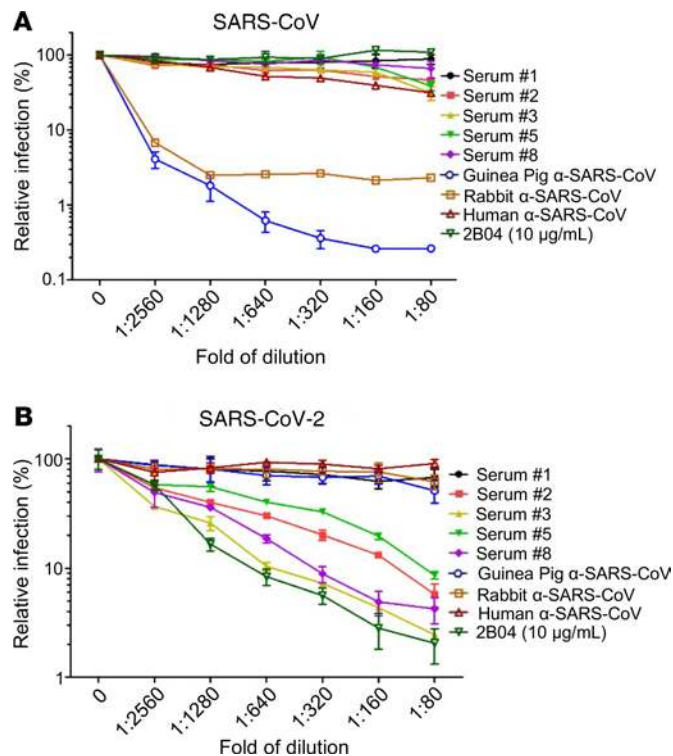 A
SARS-CoV
Relative infection (%)
100
10
1
0.1
0
1:2560
1:1280
1:640
1:320
1:160
1:80
Fold of dilution
Serum #1
Serum #2
Serum #3
Serum #5
Serum #8
Guinea Pig α-SARS-CoV
Rabbit α-SARS-CoV
Human α-SARS-CoV
2B04 (10 µg/mL)
B
SARS-CoV-2
Relative infection (%)
100
10
1
0
1:2560
1:1280
1:640
1:320
1:160
1:80
Fold of dilution
Serum #1
Serum #2
Serum #3
Serum #5
Serum #8
Guinea Pig α-SARS-CoV
Rabbit α-SARS-CoV
Human α-SARS-CoV
2B04 (10 µg/mL)